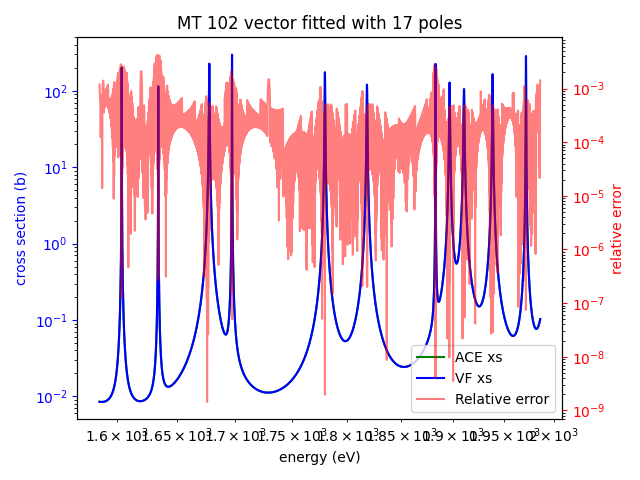 MT 102 vector fitted with 17 poles
cross section (b)
10²
10¹
10⁰
10⁻¹
10⁻²
relative error
10⁻³
10⁻⁴
10⁻⁵
10⁻⁶
10⁻⁷
10⁻⁸
10⁻⁹
ACE xs
VF xs
Relative error
1.6 × 10³ 1.65 × 10³ 1.7 × 10³ 1.75 × 10³ 1.8 × 10³ 1.85 × 10³ 1.9 × 10³ 1.95 × 10³ 2 × 10³
energy (eV)